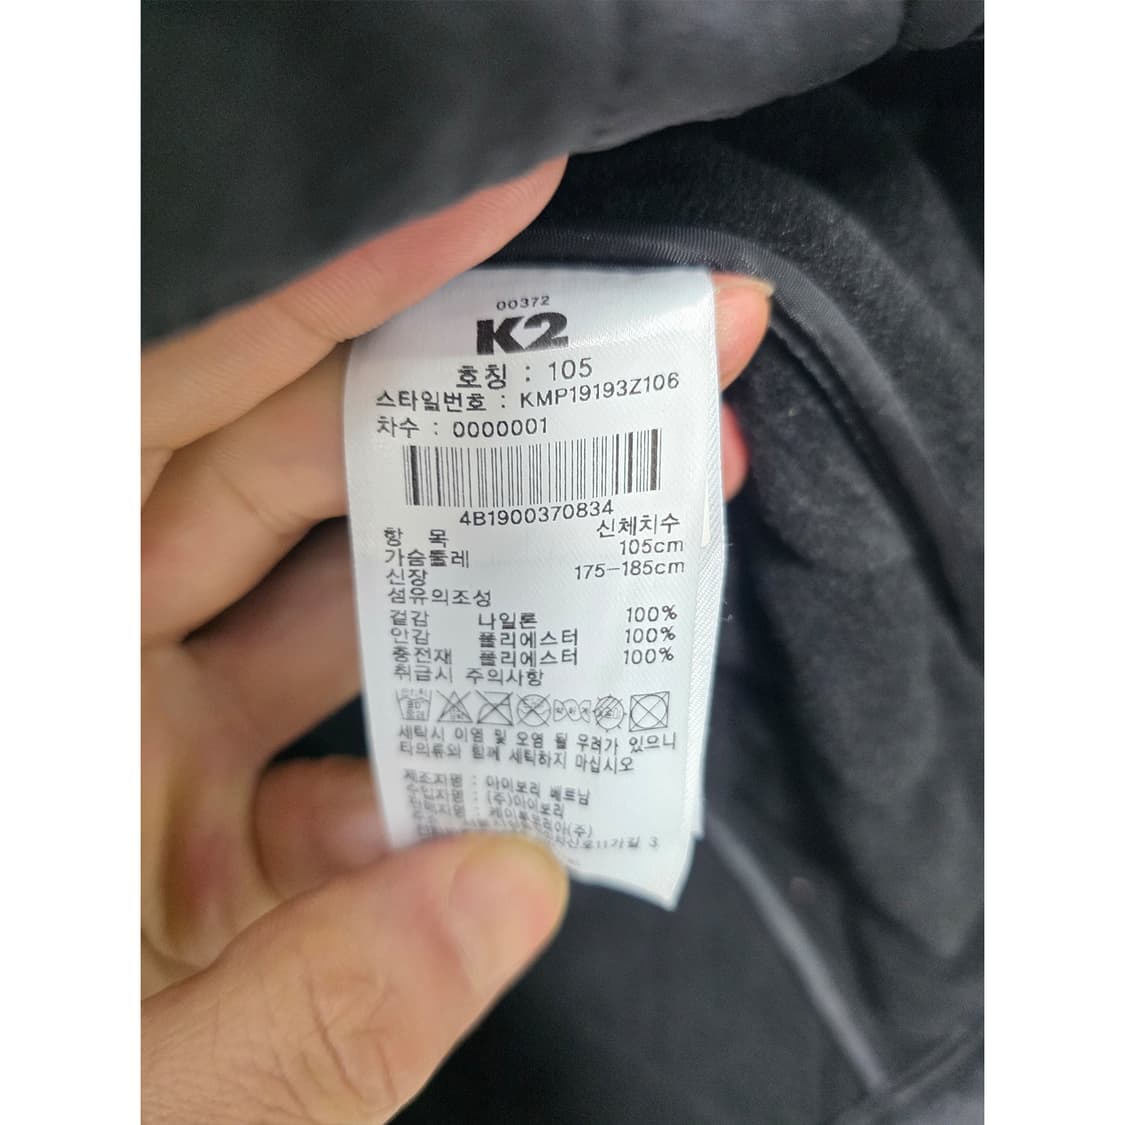 00372
K2
호칭 : 105
스타일번호 : KMP19193Z106
차수 : 0000001
4B1900370834
항 목 신체치수
가슴둘레 105cm
신장 175-185cm
섬유의조성
겉감 나일론 100%
안감 폴리에스터 100%
충전재 폴리에스터 100%
취급시 주의사항
세탁시 이염 및 오염 될 우려가 있으니
타의류와 함께 세탁하지 마십시오
제조자명 : 아이보리 베트남
수입자명 : (주)아이보리